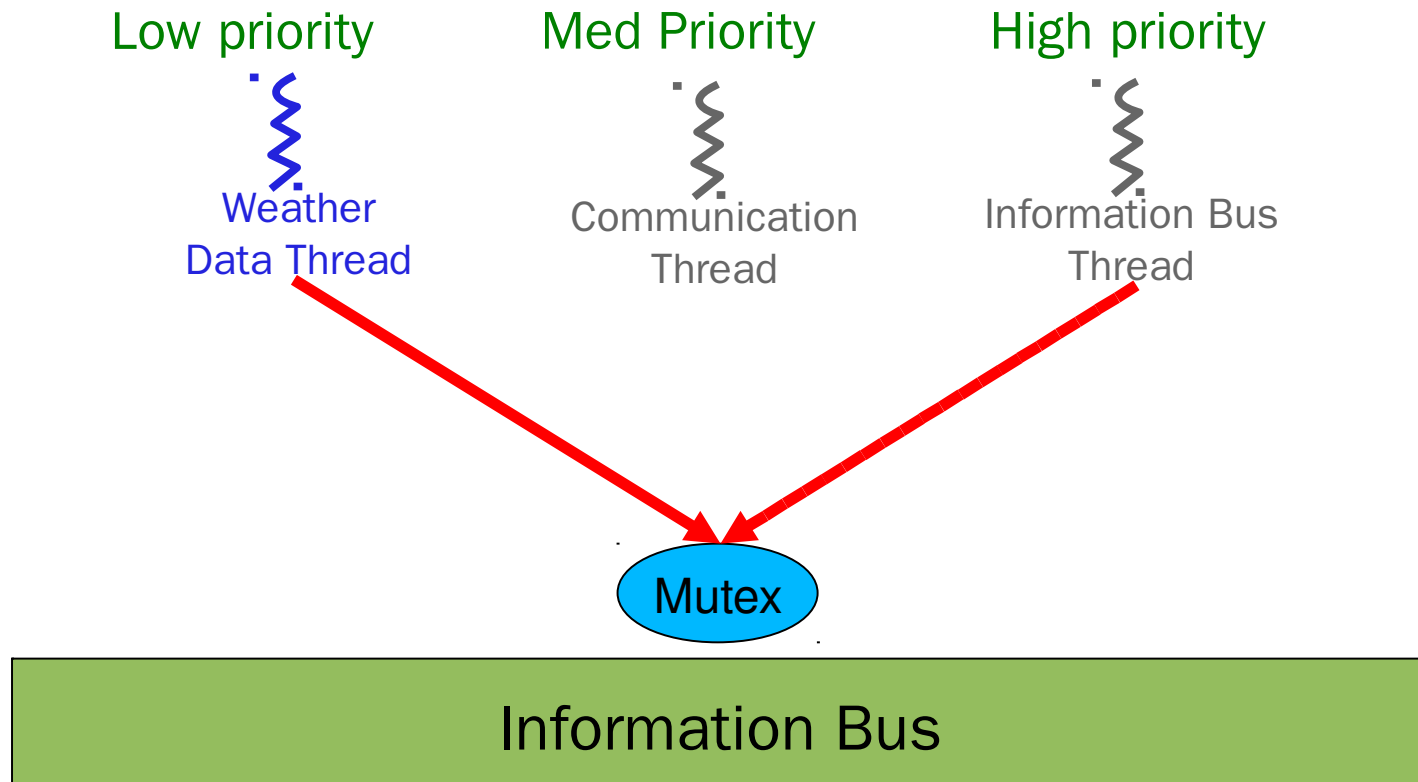 Low priority
Med Priority
High priority
Weather
Data Thread
Communication
Thread
Information Bus
Thread
Mutex
Information Bus